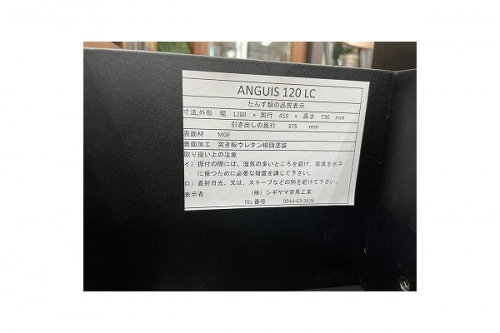 ANGUIS 120 LC
たんす類の品質表示
寸法,外形 幅 1200 × 奥行 450 × 高さ 730 mm
引き出しの奥行 375 mm
表面材 MDF
表面加工 突き板ウレタン樹脂塗装
取り扱い上の注意
イ）据付の際には、湿気の多いところを避け、家具を水平
に保つために必要な措置を講じて下さい。
ロ）直射日光、又は、ストーブなどの熱を避けて下さい。
表示者 （株）シギヤマ家具工業
TEL番号